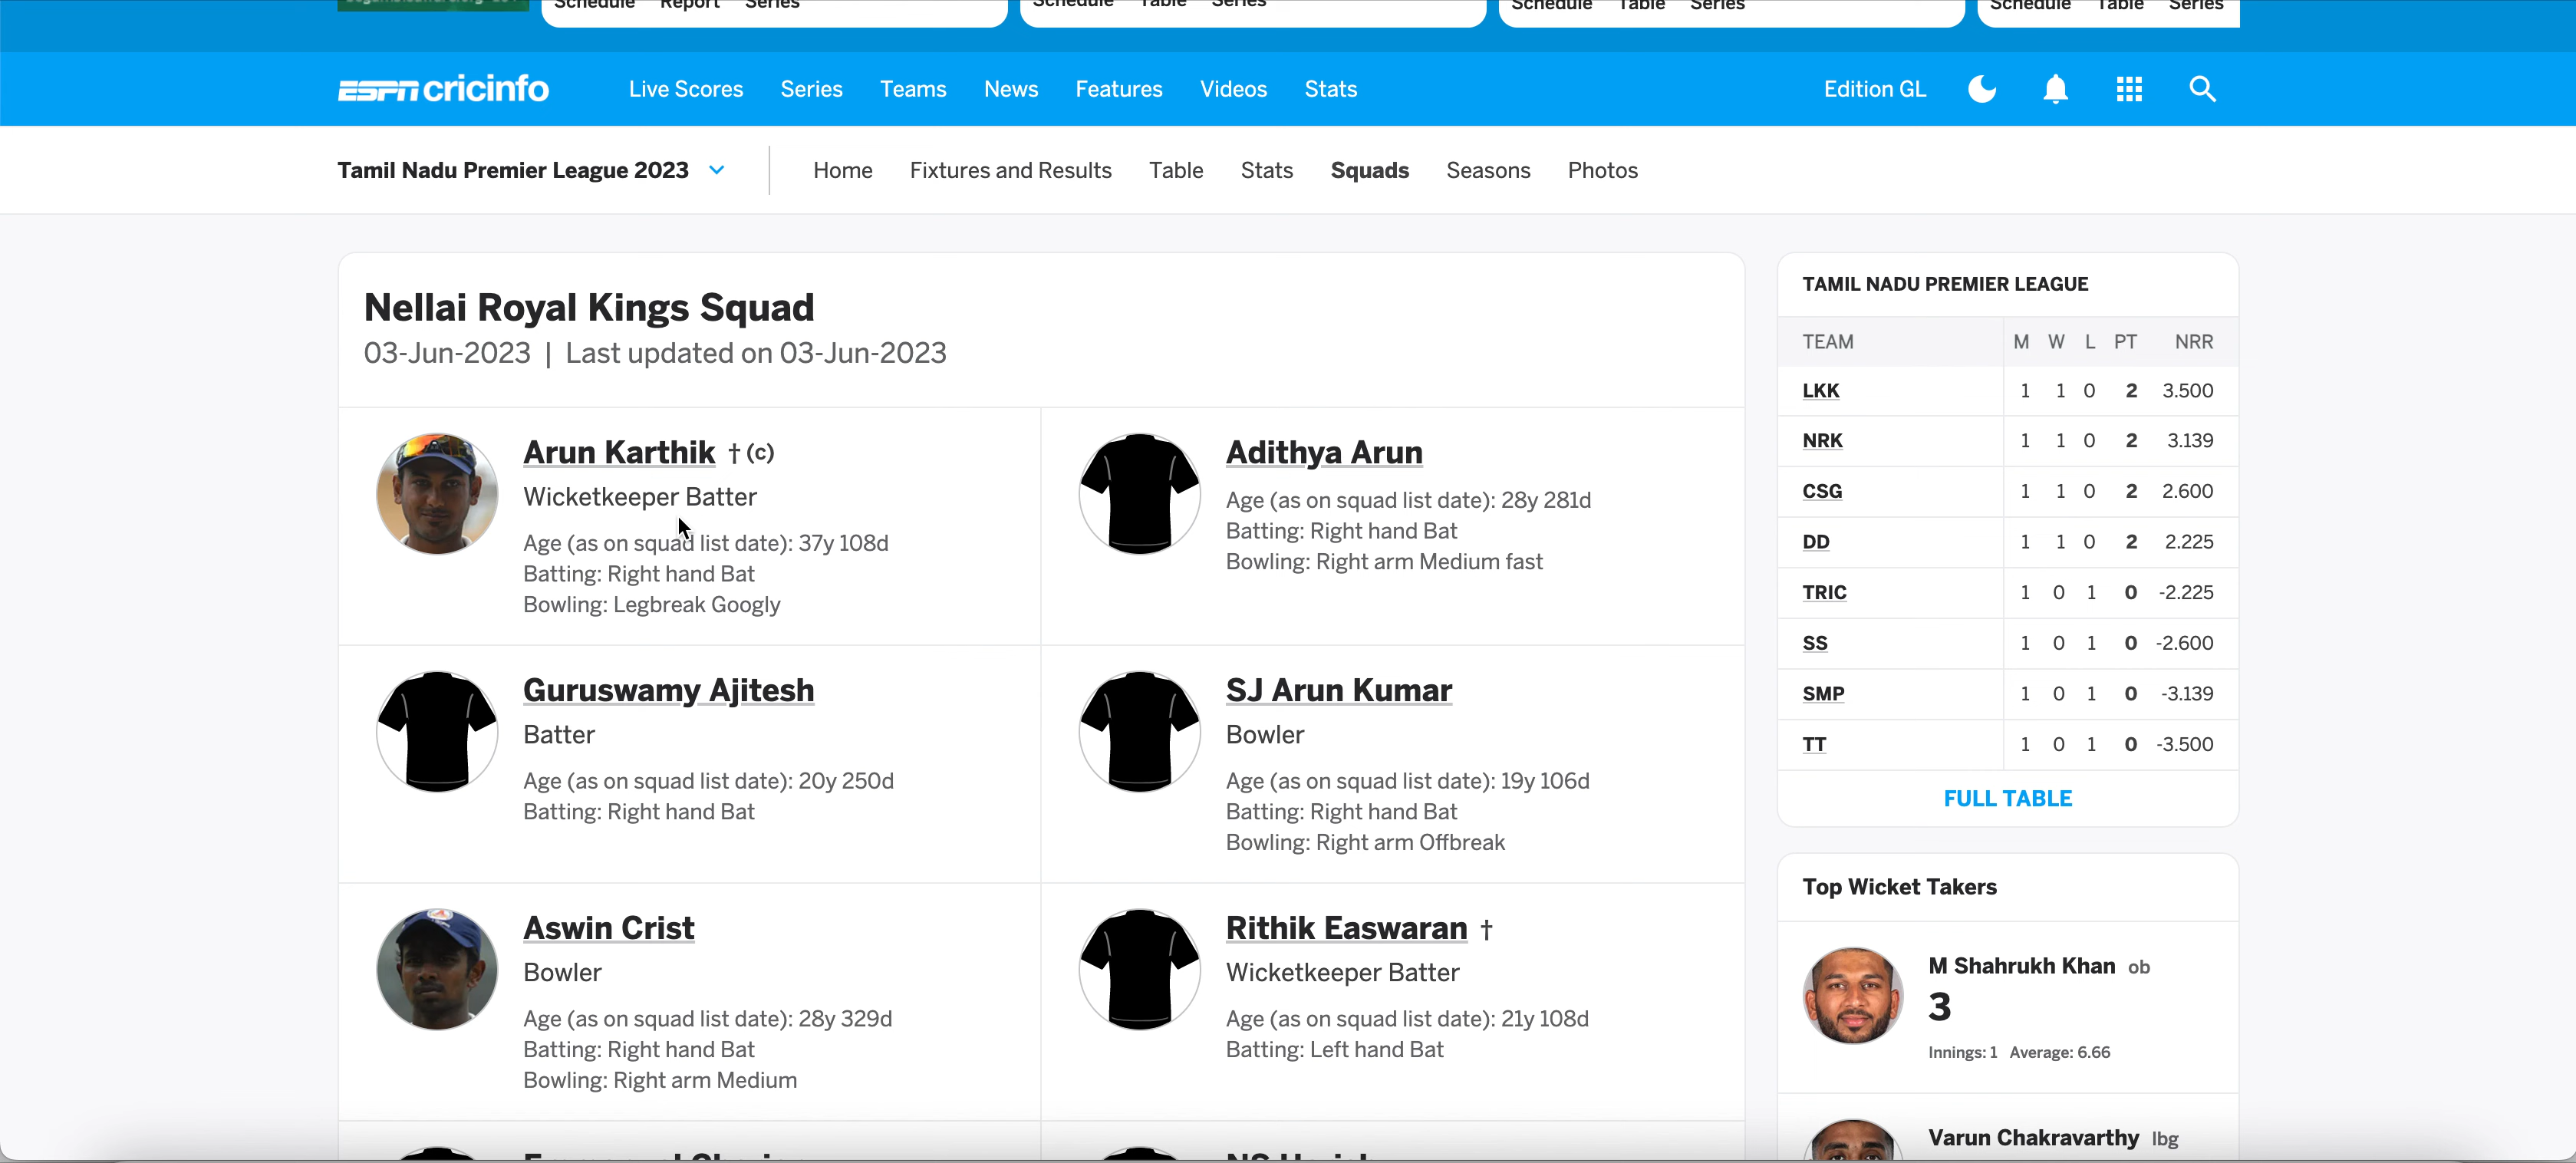 Schedule Report Series
Schedule Table Series
Schedule Table Series
Schedule Table Series
ESPN cricinfo
Live Scores Series Teams News Features Videos Stats
Edition GL
Tamil Nadu Premier League 2023
Home Fixtures and Results Table Stats Squads Seasons Photos
Nellai Royal Kings Squad
03-Jun-2023 | Last updated on 03-Jun-2023
Arun Karthik † (c)
Wicketkeeper Batter
Age (as on squad list date): 37y 108d
Batting: Right hand Bat
Bowling: Legbreak Googly
Adithya Arun
Age (as on squad list date): 28y 281d
Batting: Right hand Bat
Bowling: Right arm Medium fast
Guruswamy Ajitesh
Batter
Age (as on squad list date): 20y 250d
Batting: Right hand Bat
SJ Arun Kumar
Bowler
Age (as on squad list date): 19y 106d
Batting: Right hand Bat
Bowling: Right arm Offbreak
Aswin Crist
Bowler
Age (as on squad list date): 28y 329d
Batting: Right hand Bat
Bowling: Right arm Medium
Rithik Easwaran †
Wicketkeeper Batter
Age (as on squad list date): 21y 108d
Batting: Left hand Bat
TAMIL NADU PREMIER LEAGUE
TEAM M W L PT NRR
LKK 1 1 0 2 3.500
NRK 1 1 0 2 3.139
CSG 1 1 0 2 2.600
DD 1 1 0 2 2.225
TRIC 1 0 1 0 -2.225
SS 1 0 1 0 -2.600
SMP 1 0 1 0 -3.139
TT 1 0 1 0 -3.500
FULL TABLE
Top Wicket Takers
M Shahrukh Khan ob
3
Innings: 1 Average: 6.66
Varun Chakravarthy lbg